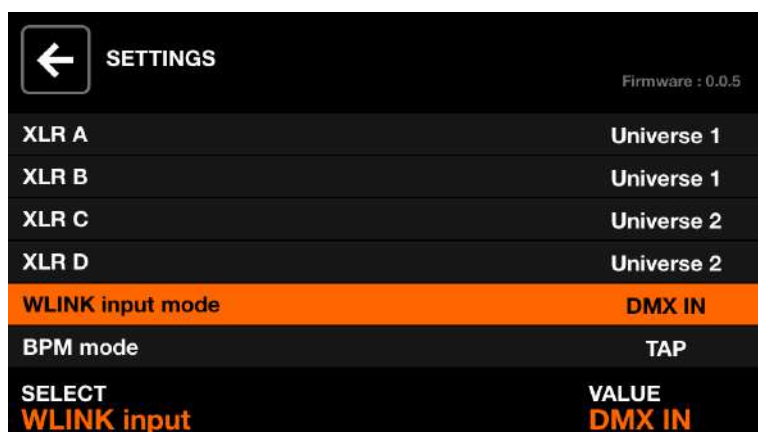 SETTINGS
Firmware : 0.0.5
XLR A Universe 1
XLR B Universe 1
XLR C Universe 2
XLR D Universe 2
WLINK input mode DMX IN
BPM mode TAP
SELECT VALUE
WLINK input DMX IN